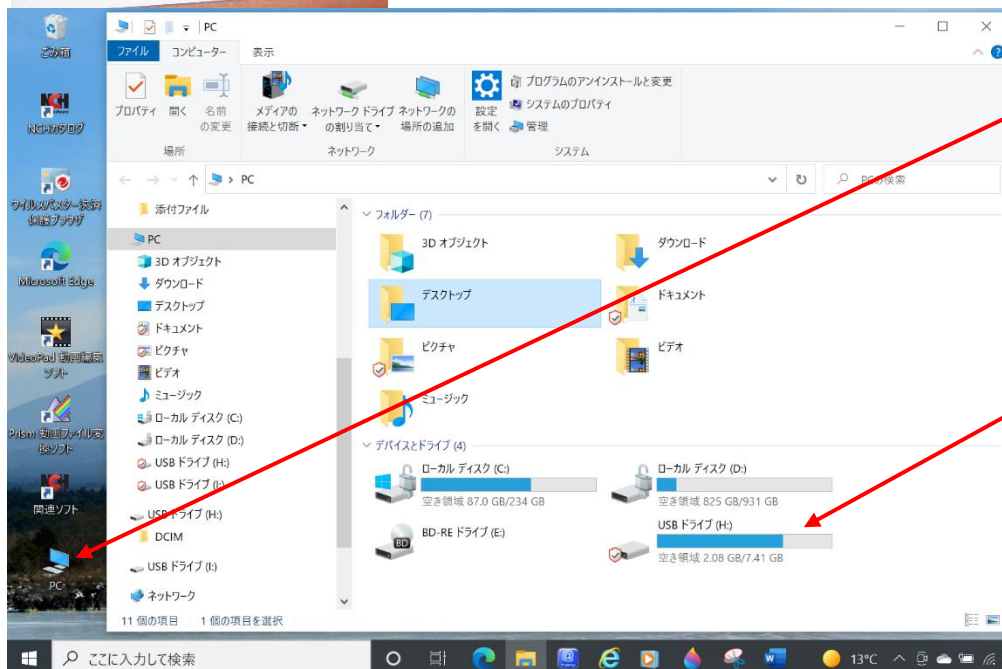 ごみ箱
NCHカタログ
Microsoft Edge
VideoPad 動画編集
ソフト
Prism 動画ファイル変
換ソフト
関連ソフト
PC
PC
ファイル コンピューター 表示
プロパティ 開く 名前
の変更
メディアの
接続と切断
ネットワーク ドライブ
の割り当て
ネットワークの
場所の追加
設定
を開く
プログラムのアンインストールと変更
システムのプロパティ
管理
場所 ネットワーク システム
PC
PCの検索
添付ファイル
PC
3D オブジェクト
ダウンロード
デスクトップ
ドキュメント
ピクチャ
ビデオ
ミュージック
ローカル ディスク (C:)
ローカル ディスク (D:)
USB ドライブ (H:)
USB ドライブ (I:)
USB ドライブ (H:)
DCIM
USB ドライブ (I:)
ネットワーク
フォルダー (7)
3D オブジェクト
ダウンロード
デスクトップ
ドキュメント
ピクチャ
ビデオ
ミュージック
デバイスとドライブ (4)
ローカル ディスク (C:)
空き領域 87.0 GB/234 GB
ローカル ディスク (D:)
空き領域 825 GB/931 GB
BD-RE ドライブ (E:)
USB ドライブ (H:)
空き領域 2.08 GB/7.41 GB
11 個の項目 1 個の項目を選択
ここに入力して検索
13°C